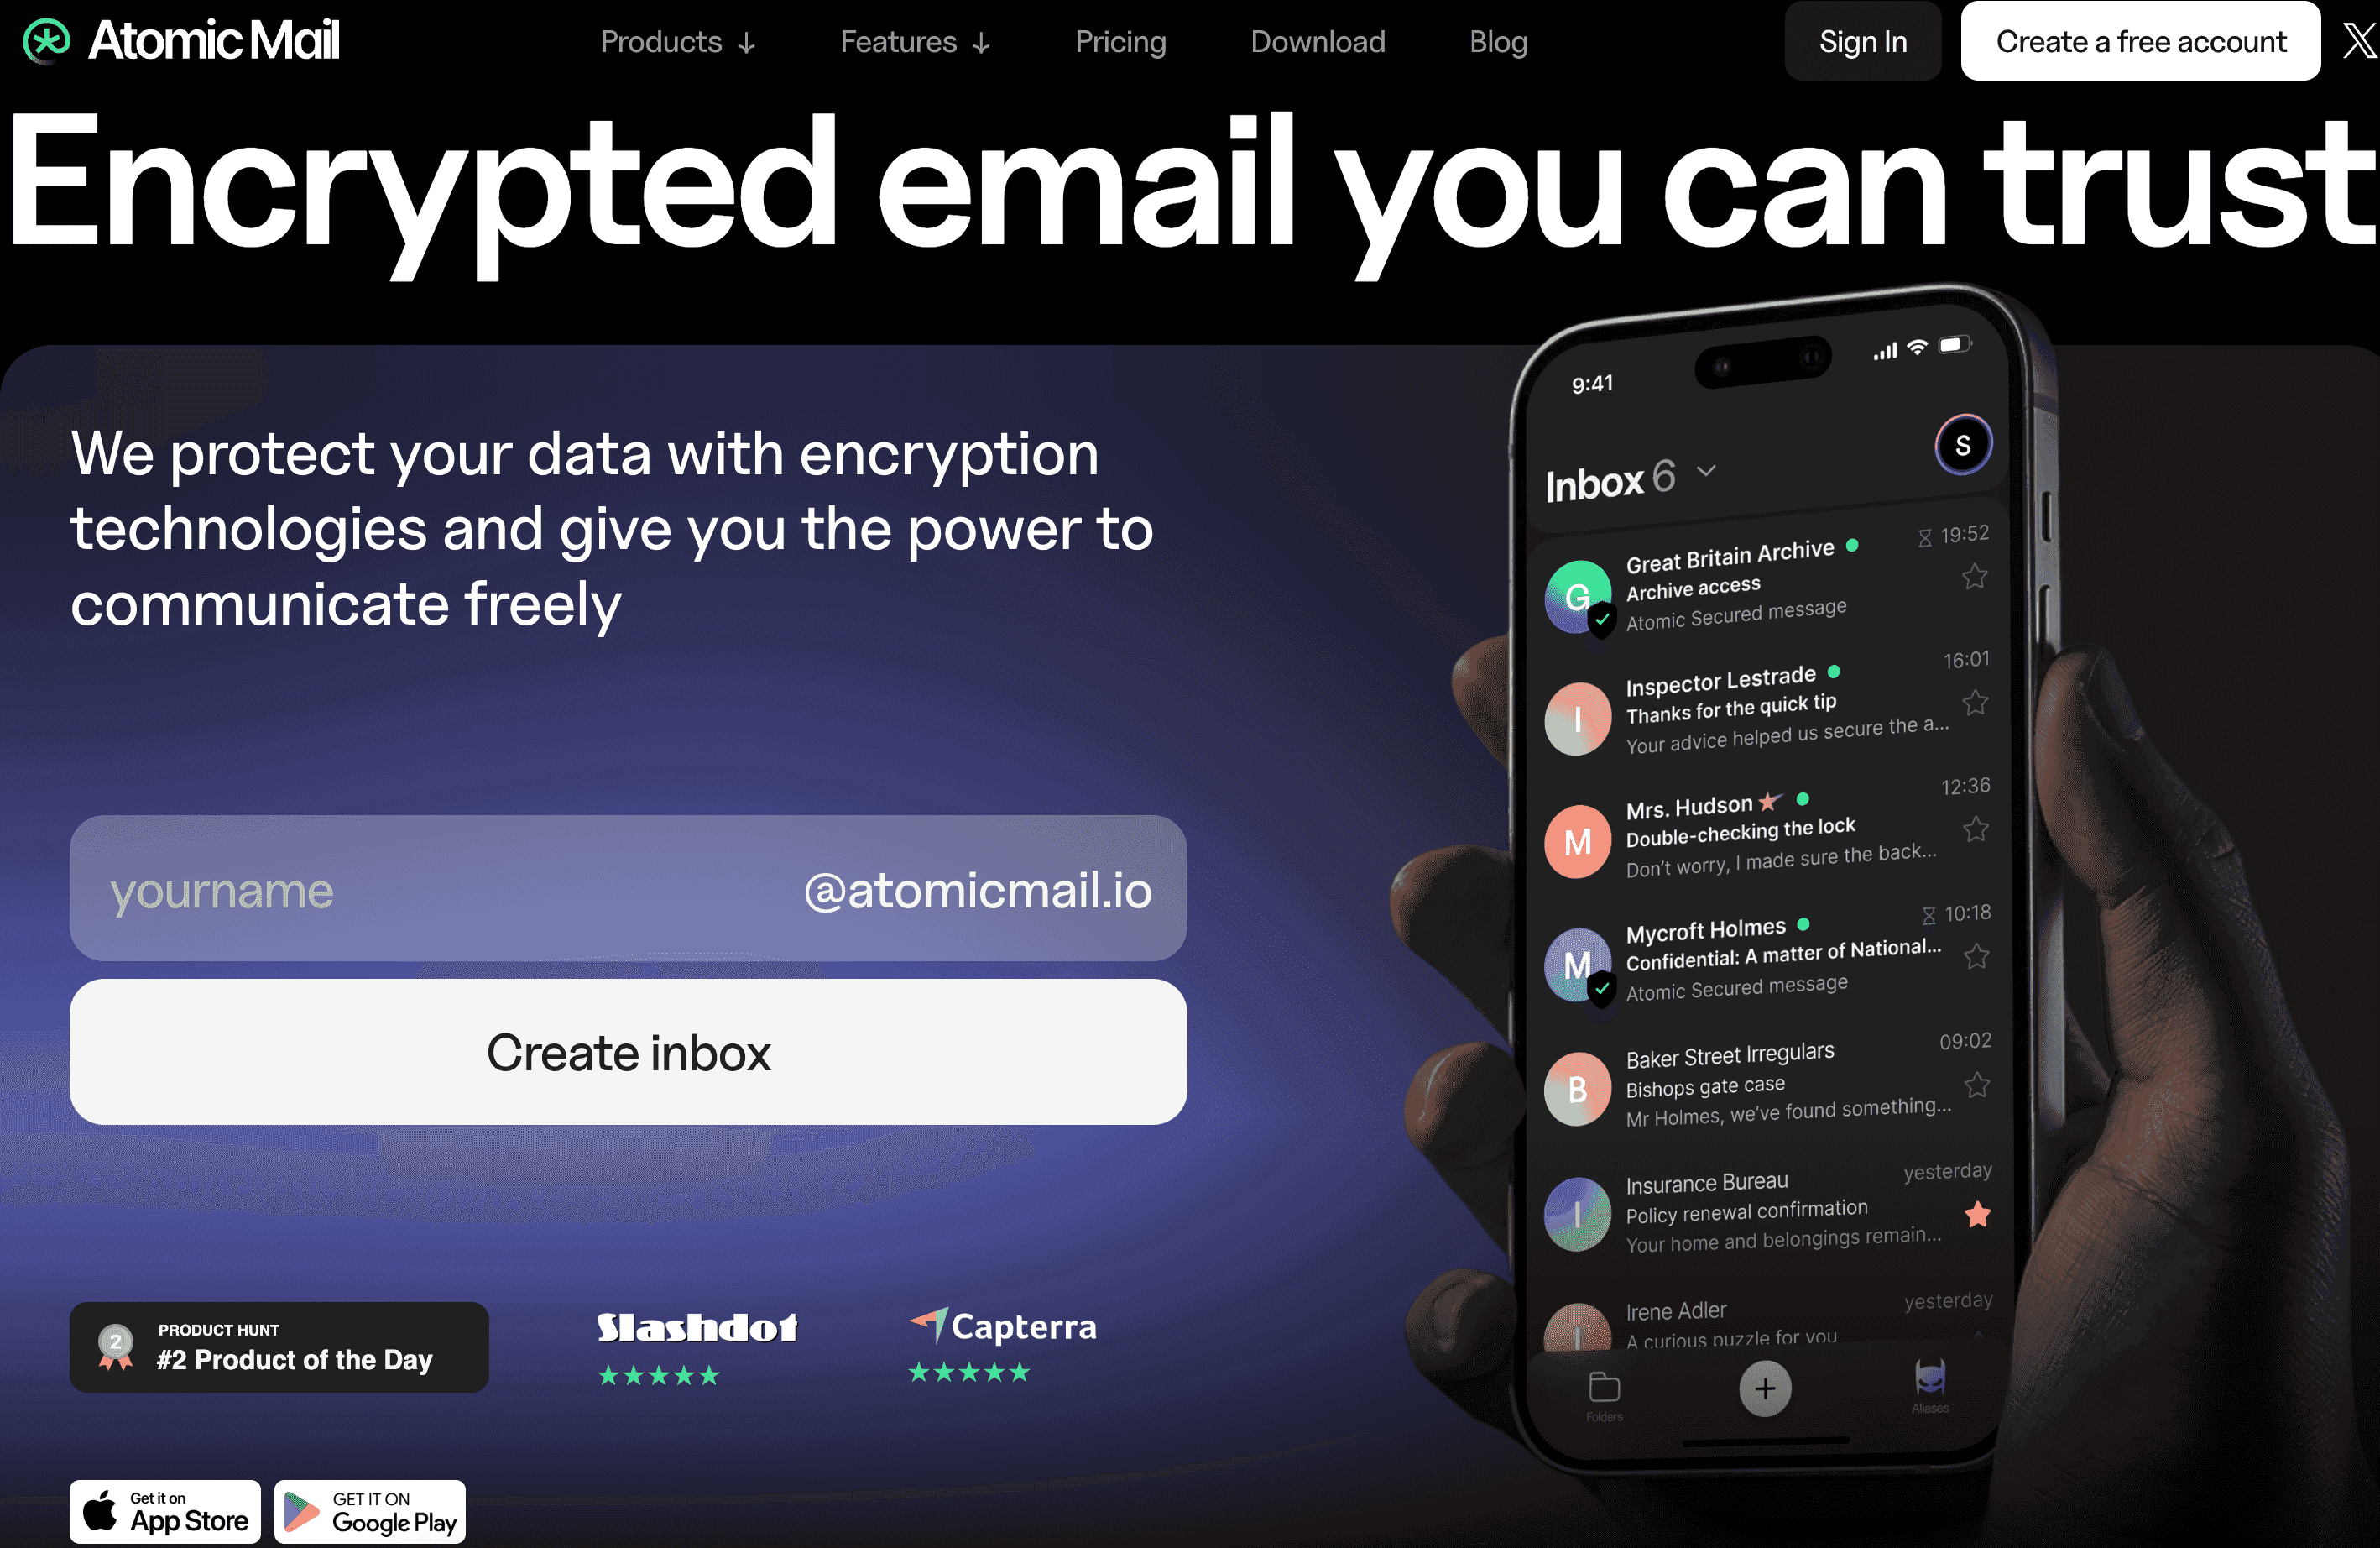 Atomic Mail
Products ↓
Features ↓
Pricing
Download
Blog
Sign In
Create a free account
Encrypted email you can trust
We protect your data with encryption
technologies and give you the power to
communicate freely
yourname
@atomicmail.io
Create inbox
2
PRODUCT HUNT
#2 Product of the Day
Slashdot
★★★★★
Capterra
★★★★★
Get it on
App Store
GET IT ON
Google Play
9:41
S
Inbox 6
G
Great Britain Archive
19:52
Archive access
Atomic Secured message
I
Inspector Lestrade
16:01
Thanks for the quick tip
Your advice helped us secure the a...
M
Mrs. Hudson
12:36
Double-checking the lock
Don't worry, I made sure the back...
M
Mycroft Holmes
10:18
Confidential: A matter of National...
Atomic Secured message
B
Baker Street Irregulars
09:02
Bishops gate case
Mr Holmes, we've found something...
I
Insurance Bureau
yesterday
Policy renewal confirmation
Your home and belongings remain...
I
Irene Adler
yesterday
A curious puzzle for you
Folders
+
Aliases